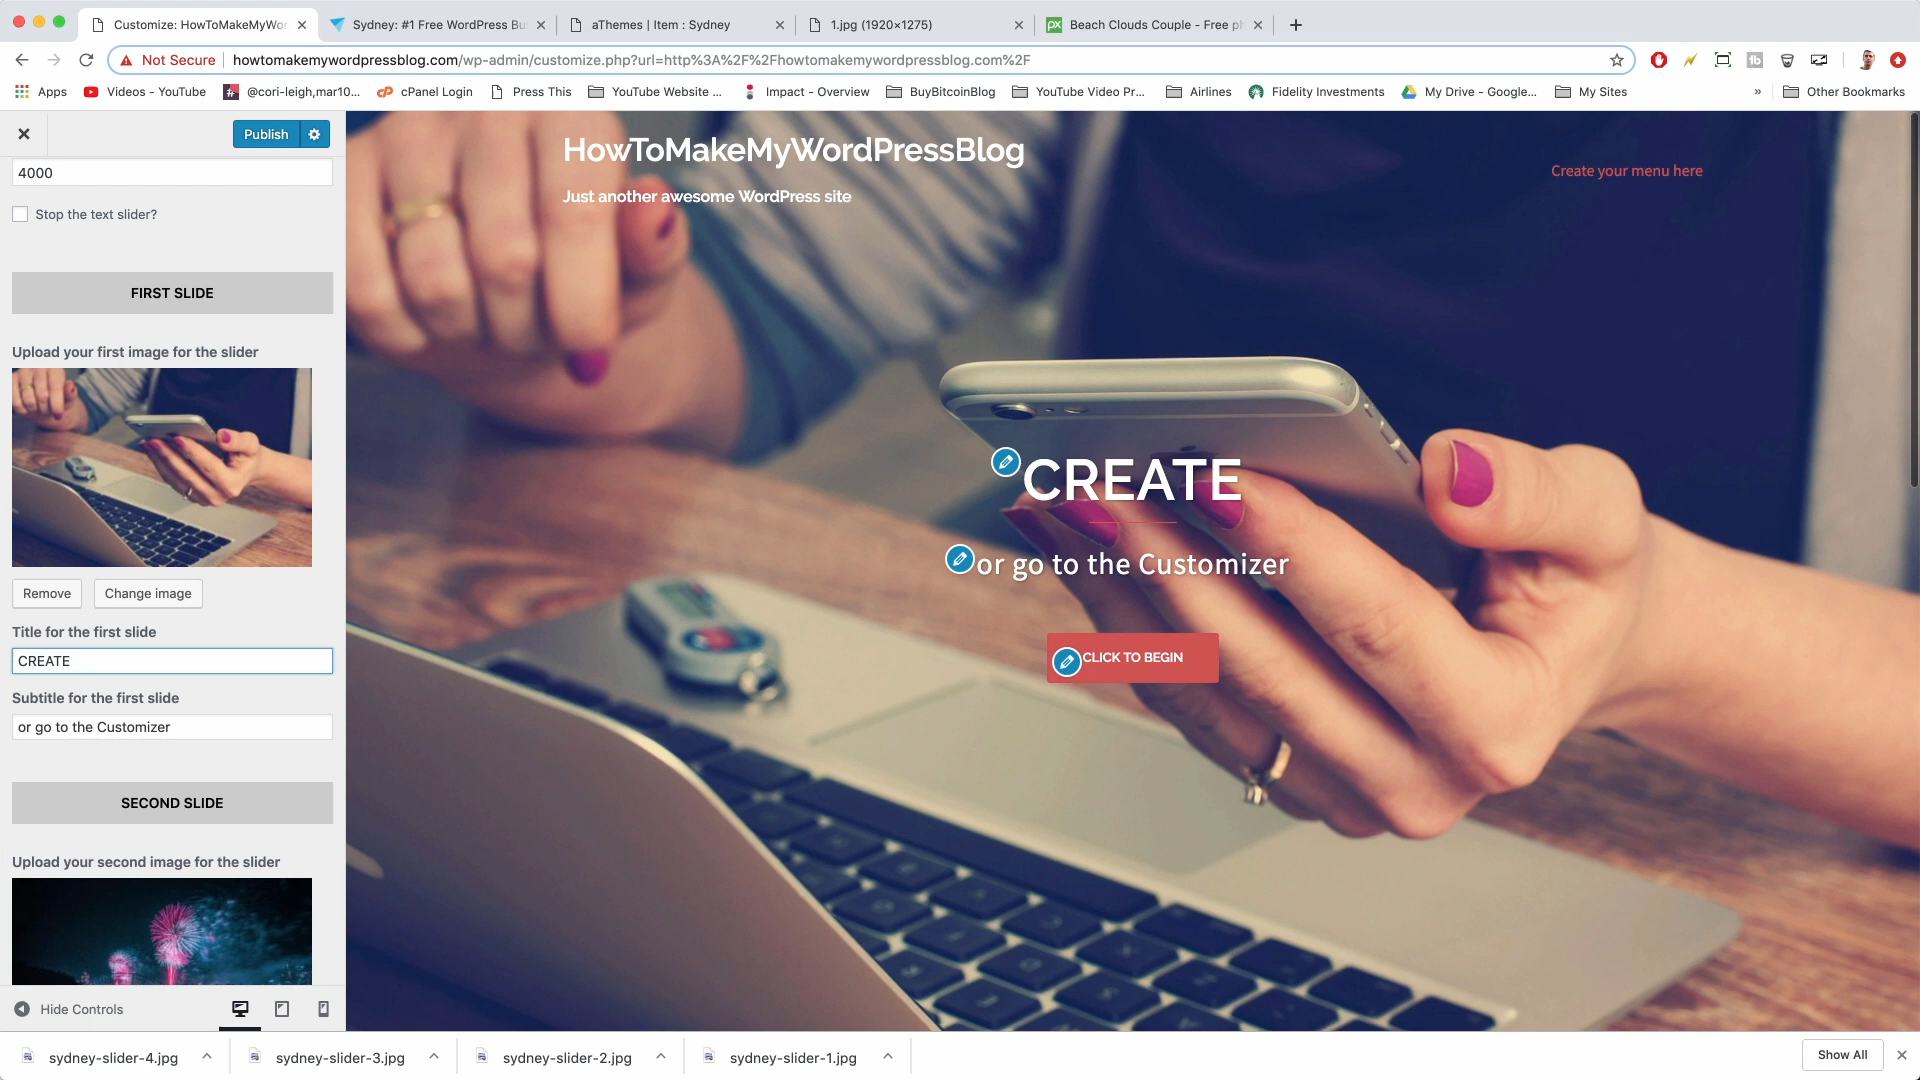 Customize: HowToMakeMyWor
Sydney: #1 Free WordPress Bu
aThemes | Item : Sydney
1.jpg (1920×1275)
Beach Clouds Couple - Free ph
Not Secure
howtomakemywordpressblog.com/wp-admin/customize.php?url=http%3A%2F%2Fhowtomakemywordpressblog.com%2F
Apps
Videos - YouTube
@cori-leigh,mar10...
cPanel Login
Press This
YouTube Website ...
Impact - Overview
BuyBitcoinBlog
YouTube Video Pr...
Airlines
Fidelity Investments
My Drive - Google...
My Sites
»
Other Bookmarks
Publish
4000
Stop the text slider?
FIRST SLIDE
Upload your first image for the slider
Remove
Change image
Title for the first slide
CREATE
Subtitle for the first slide
or go to the Customizer
SECOND SLIDE
Upload your second image for the slider
Hide Controls
HowToMakeMyWordPressBlog
Just another awesome WordPress site
Create your menu here
CREATE
or go to the Customizer
CLICK TO BEGIN
sydney-slider-4.jpg
sydney-slider-3.jpg
sydney-slider-2.jpg
sydney-slider-1.jpg
Show All